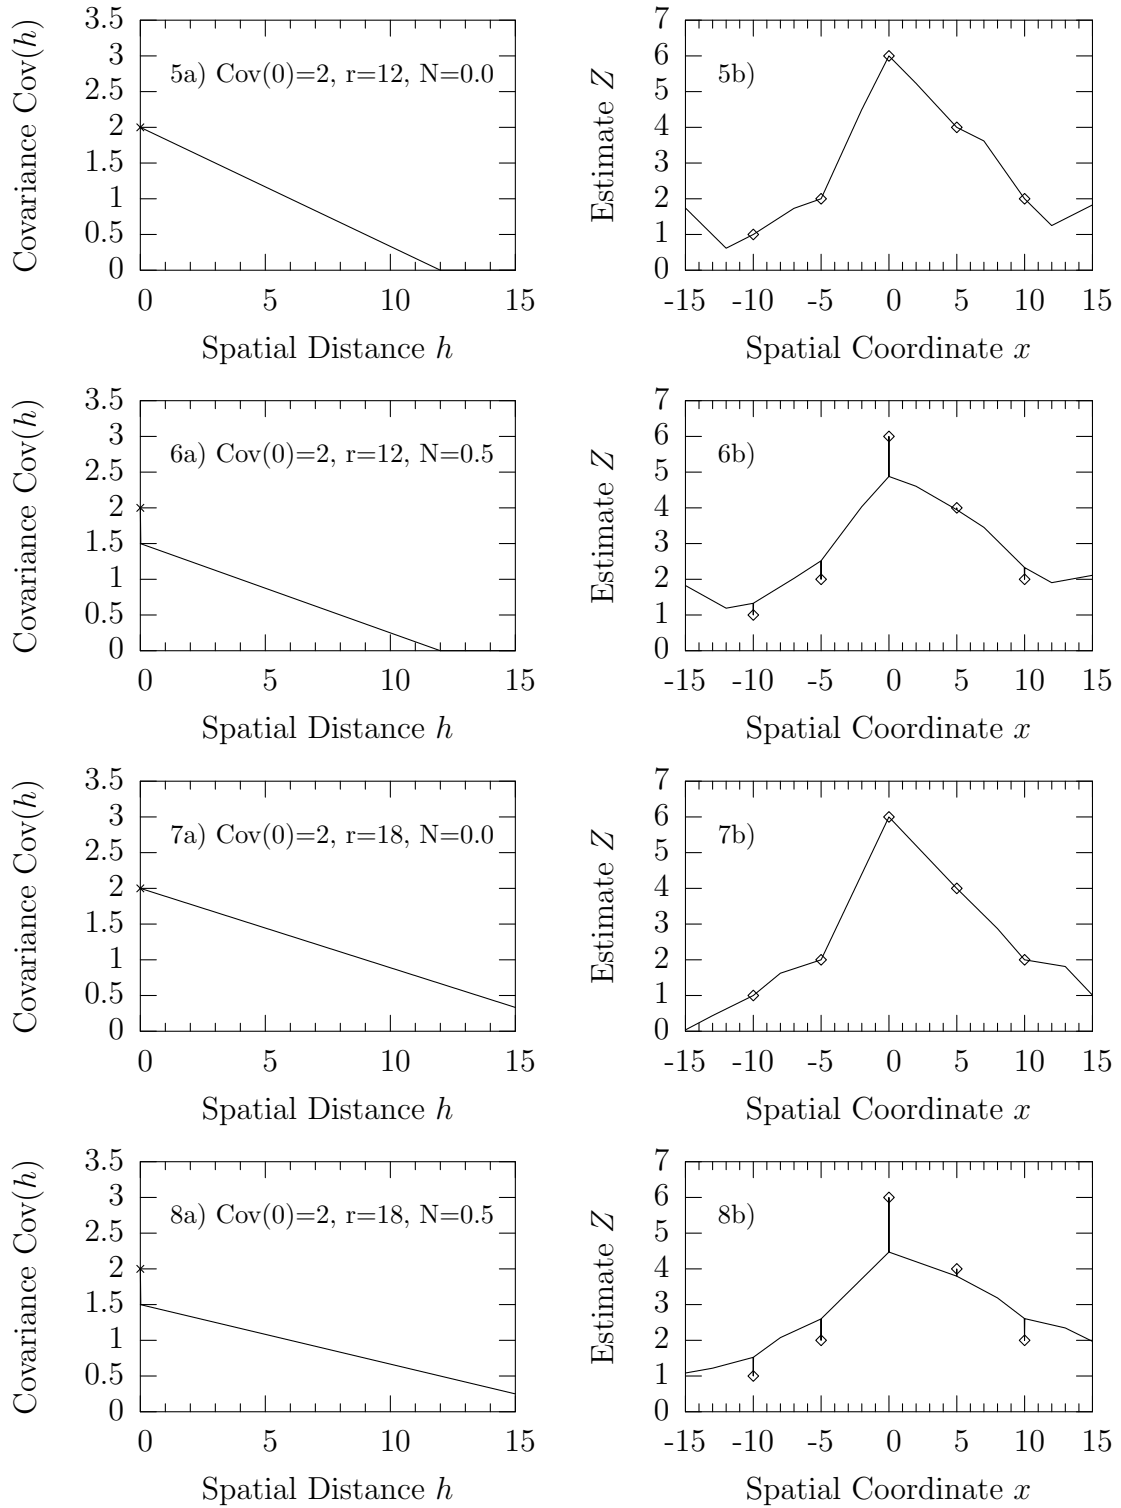 3.5
3
2.5
2
1.5
1
0.5
0
Covariance Cov(h)
5a) Cov(0)=2, r=12, N=0.0
0 5 10 15
Spatial Distance h
7
6
5
4
3
2
1
0
Estimate Z
5b)
-15 -10 -5 0 5 10 15
Spatial Coordinate x
3.5
3
2.5
2
1.5
1
0.5
0
Covariance Cov(h)
6a) Cov(0)=2, r=12, N=0.5
0 5 10 15
Spatial Distance h
7
6
5
4
3
2
1
0
Estimate Z
6b)
-15 -10 -5 0 5 10 15
Spatial Coordinate x
3.5
3
2.5
2
1.5
1
0.5
0
Covariance Cov(h)
7a) Cov(0)=2, r=18, N=0.0
0 5 10 15
Spatial Distance h
7
6
5
4
3
2
1
0
Estimate Z
7b)
-15 -10 -5 0 5 10 15
Spatial Coordinate x
3.5
3
2.5
2
1.5
1
0.5
0
Covariance Cov(h)
8a) Cov(0)=2, r=18, N=0.5
0 5 10 15
Spatial Distance h
7
6
5
4
3
2
1
0
Estimate Z
8b)
-15 -10 -5 0 5 10 15
Spatial Coordinate x